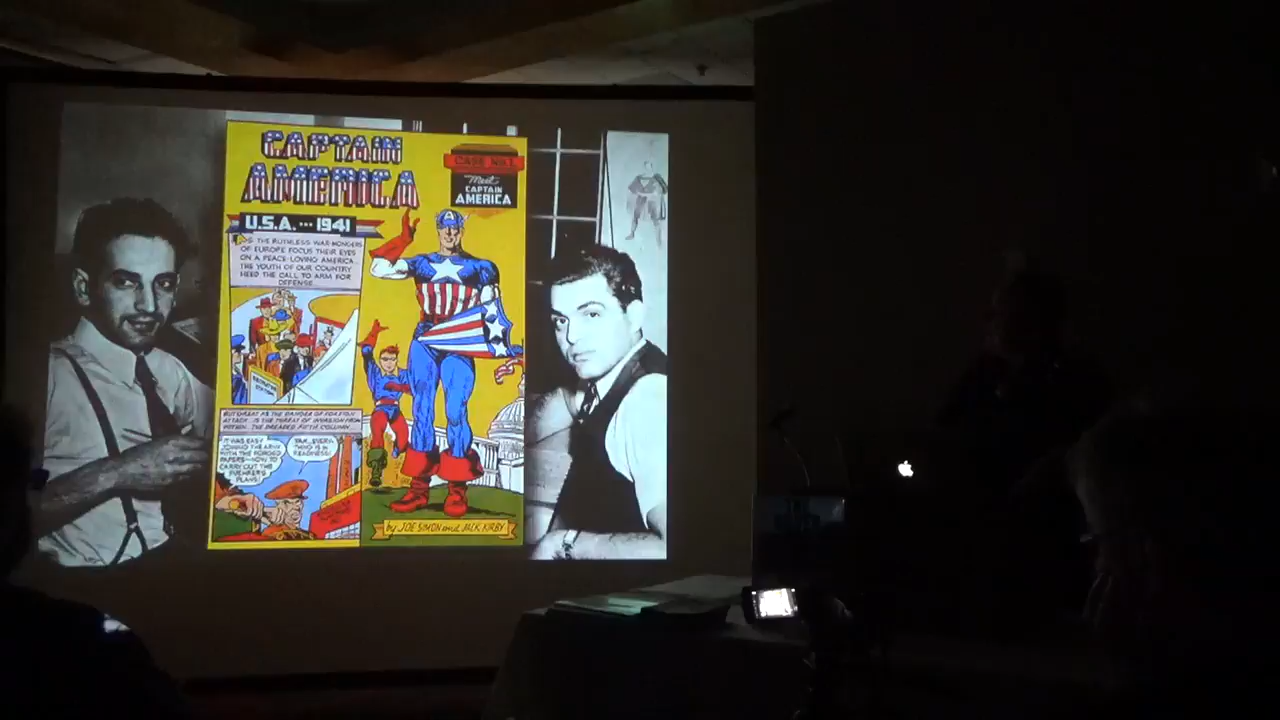 CAPTAIN
AMERICA
CASE NO. 1
Meet
CAPTAIN
AMERICA
U.S.A. ... 1941
AS THE RUTHLESS WAR-MONGERS
OF EUROPE FOCUS THEIR EYES
ON A PEACE-LOVING AMERICA..
THE YOUTH OF OUR COUNTRY
HEED THE CALL TO ARM FOR
DEFENSE....
RECRUITING
STATION
BUT GREAT AS THE DANGER OF FOREIGN
ATTACK.. IS THE THREAT OF INVASION FROM
WITHIN.. THE DREADED FIFTH COLUMN...
IT WAS EASY
JOINING THE ARMY
WITH THE FORGED
PAPERS--NOW TO
CARRY OUT THE
FUEHRER'S
PLANS!
YAH...EVERY-
THING IS IN
READINESS!
by JOE SIMON and JACK KIRBY
A